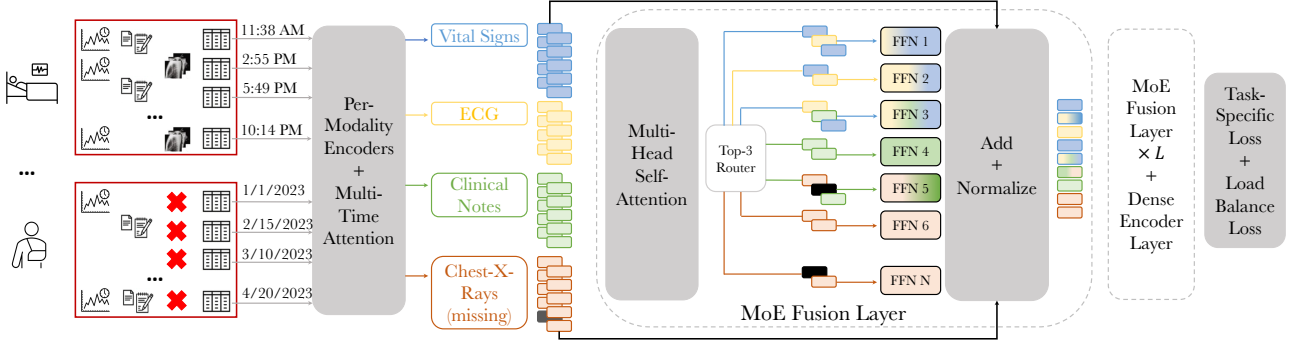 11:38 AM
2:55 PM
5:49 PM
...
10:14 PM
...
1/1/2023
2/15/2023
3/10/2023
...
4/20/2023
Per-
Modality
Encoders
+
Multi-
Time
Attention
Vital Signs
ECG
Clinical
Notes
Chest-X-
Rays
(missing)
Multi-
Head
Self-
Attention
Top-3
Router
FFN 1
FFN 2
FFN 3
FFN 4
FFN 5
FFN 6
FFN N
Add
+
Normalize
MoE Fusion Layer
MoE
Fusion
Layer
× L
+
Dense
Encoder
Layer
Task-
Specific
Loss
+
Load
Balance
Loss